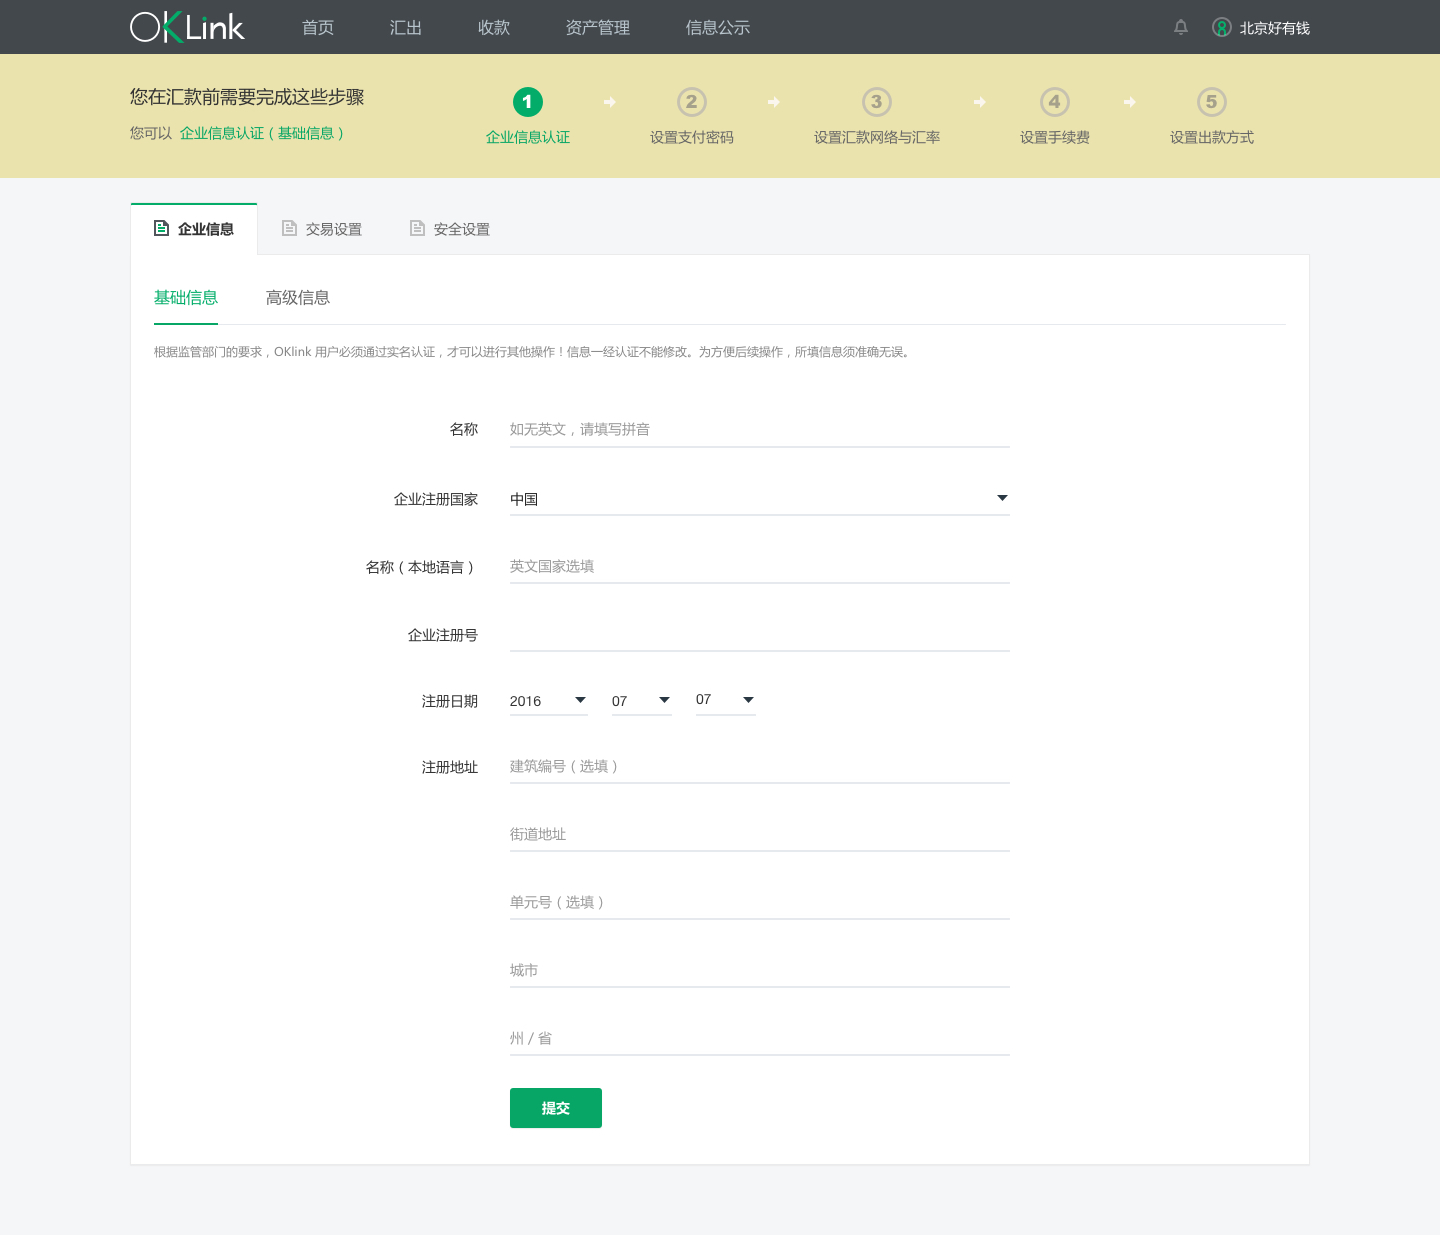 OKLink 首页 汇出 收款 资产管理 信息公示 北京好有钱
您在汇款前需要完成这些步骤
您可以 企业信息认证（基础信息）
1 2 3 4 5
企业信息认证 设置支付密码 设置汇款网络与汇率 设置手续费 设置出款方式
企业信息 交易设置 安全设置
基础信息 高级信息
根据监管部门的要求，OKlink 用户必须通过实名认证，才可以进行其他操作！信息一经认证不能修改。为方便后续操作，所填信息须准确无误。
名称 如无英文，请填写拼音
企业注册国家 中国
名称（本地语言） 英文国家选填
企业注册号
注册日期 2016 07 07
注册地址 建筑编号（选填）
街道地址
单元号（选填）
城市
州 / 省
提交